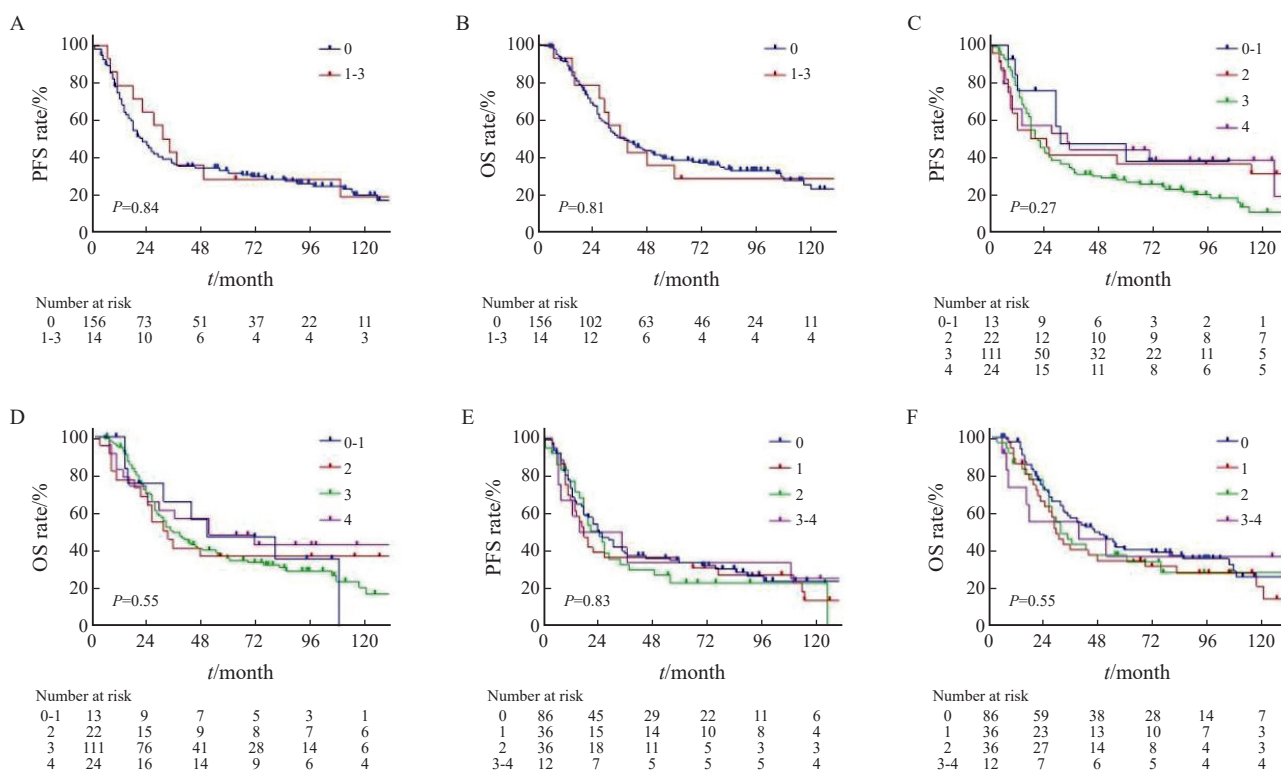 A
PFS rate/%
100
80
60
40
20
0
0
1-3
P=0.84
0 24 48 72 96 120
t/month
Number at risk
0 156 73 51 37 22 11
1-3 14 10 6 4 4 3
B
OS rate/%
100
80
60
40
20
0
0
1-3
P=0.81
0 24 48 72 96 120
t/month
Number at risk
0 156 102 63 46 24 11
1-3 14 12 6 4 4 4
C
PFS rate/%
100
80
60
40
20
0
0-1
2
3
4
P=0.27
0 24 48 72 96 120
t/month
Number at risk
0-1 13 9 6 3 2 1
2 22 12 10 9 8 7
3 111 50 32 22 11 5
4 24 15 11 8 6 5
D
OS rate/%
100
80
60
40
20
0
0-1
2
3
4
P=0.55
0 24 48 72 96 120
t/month
Number at risk
0-1 13 9 7 5 3 1
2 22 15 9 8 7 6
3 111 76 41 28 14 6
4 24 16 14 9 6 4
E
PFS rate/%
100
80
60
40
20
0
0
1
2
3-4
P=0.83
0 24 48 72 96 120
t/month
Number at risk
0 86 45 29 22 11 6
1 36 15 14 10 8 4
2 36 18 11 5 3 3
3-4 12 7 5 5 5 4
F
OS rate/%
100
80
60
40
20
0
0
1
2
3-4
P=0.55
0 24 48 72 96 120
t/month
Number at risk
0 86 59 38 28 14 7
1 36 23 13 10 7 3
2 36 27 14 8 4 3
3-4 12 7 6 5 4 4